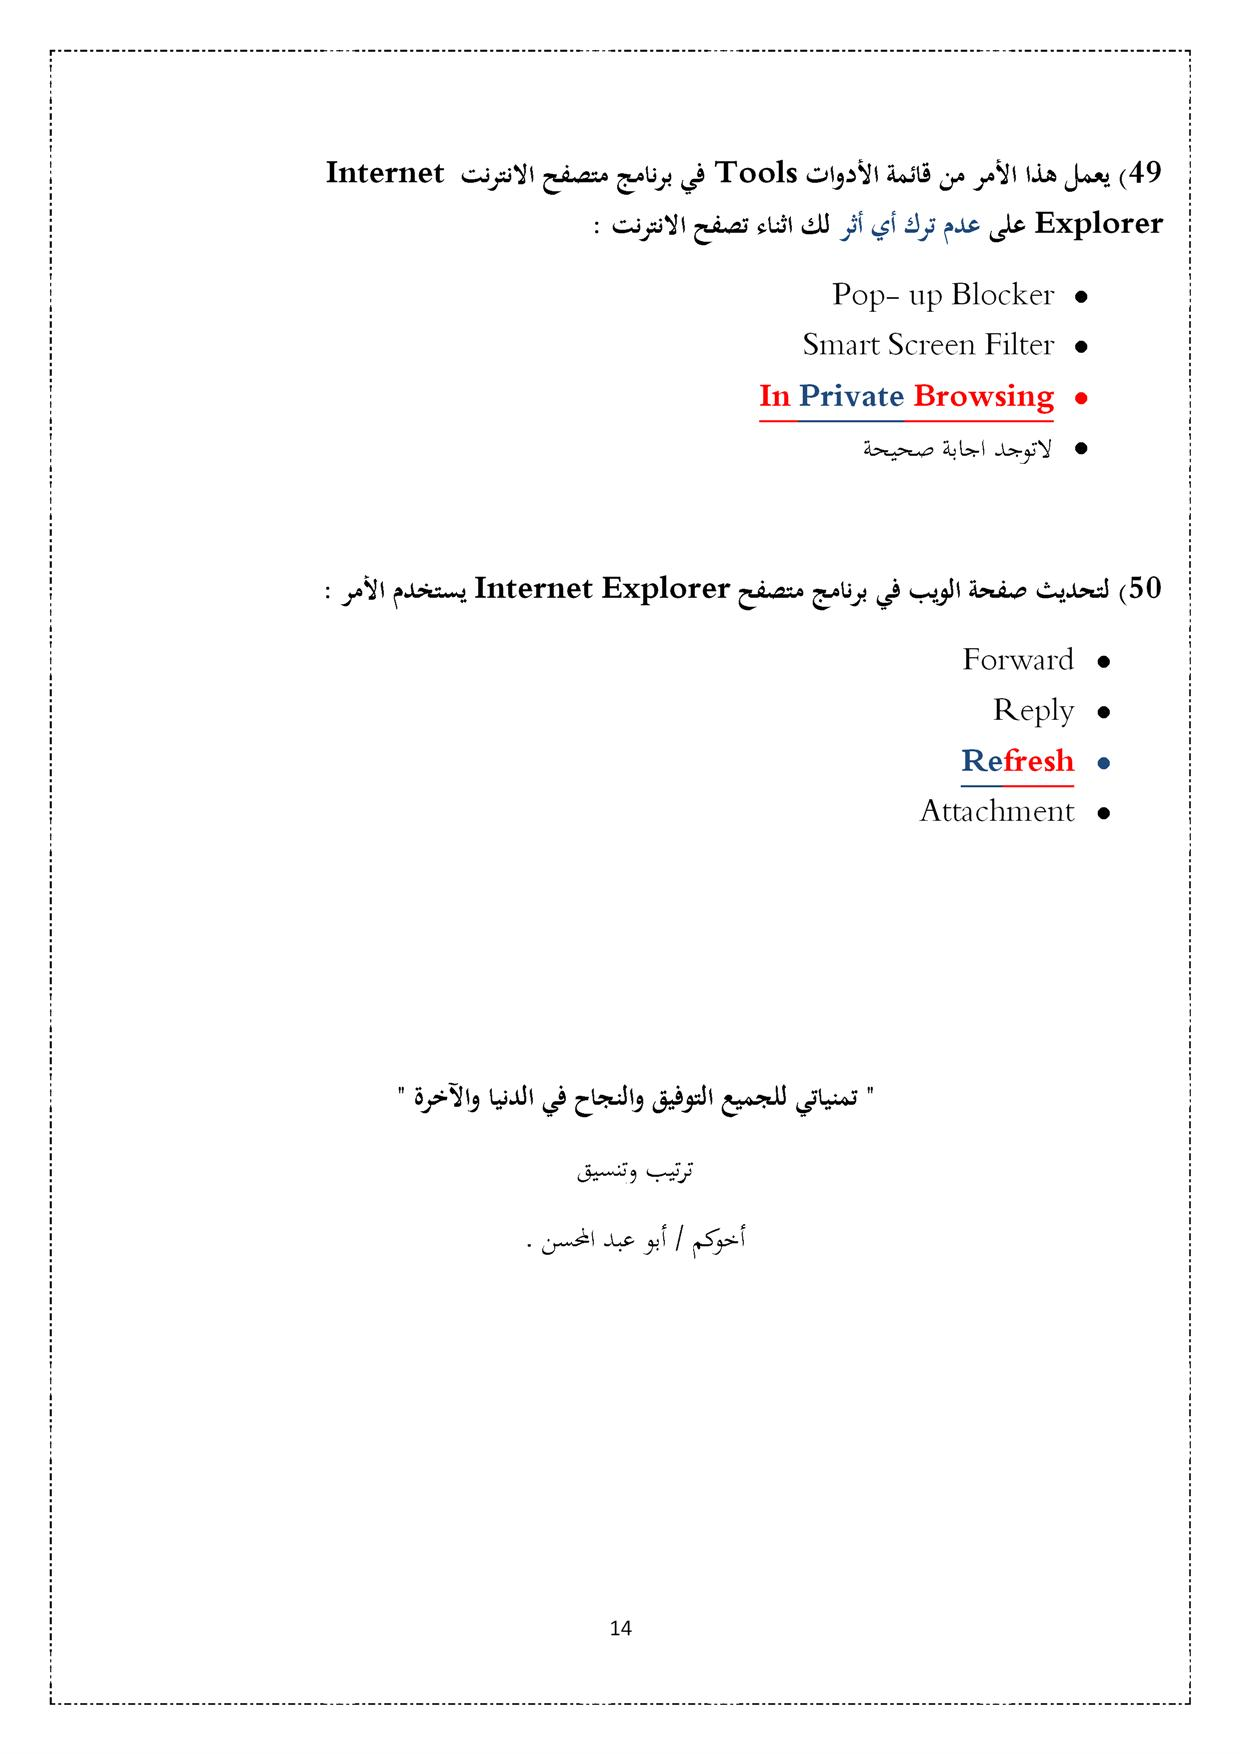 49) يعمل هذا الأمر من قائمة الأدوات Tools في برنامج متصفح الانترنت Internet
Explorer على عدم ترك أي أثر لك اثناء تصفح الانترنت :
• Pop- up Blocker
• Smart Screen Filter
• In Private Browsing
• لاتوجد اجابة صحيحة
50) لتحديث صفحة الويب في برنامج متصفح Internet Explorer يستخدم الأمر :
• Forward
• Reply
• Refresh
• Attachment
" تمنياتي للجميع التوفيق والنجاح في الدنيا والآخرة "
ترتيب وتنسيق
أخوكم / أبو عبد المحسن .
14